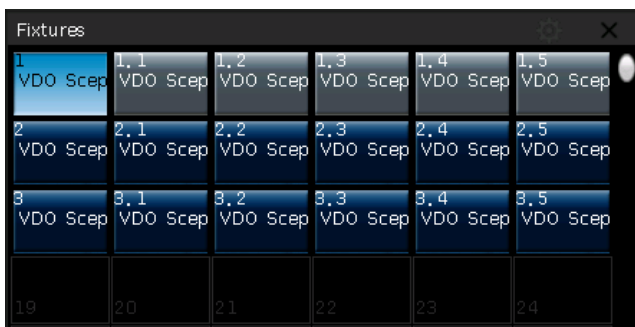 Fixtures
1 1.1 1.2 1.3 1.4 1.5
VDO Scep VDO Scep VDO Scep VDO Scep VDO Scep VDO Scep
2 2.1 2.2 2.3 2.4 2.5
VDO Scep VDO Scep VDO Scep VDO Scep VDO Scep VDO Scep
3 3.1 3.2 3.3 3.4 3.5
VDO Scep VDO Scep VDO Scep VDO Scep VDO Scep VDO Scep
19 20 21 22 23 24